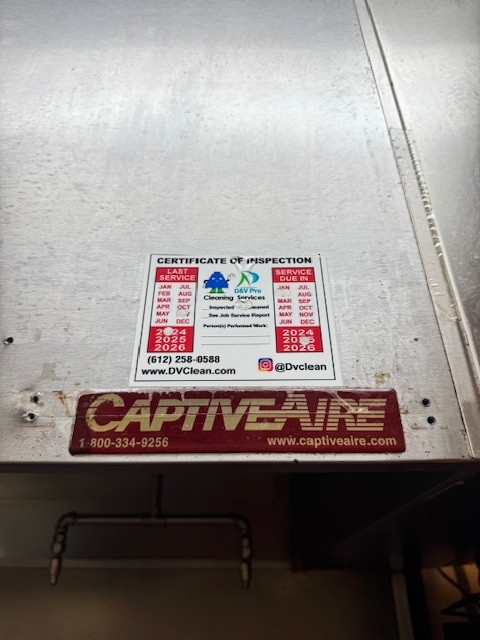 CERTIFICATE OF INSPECTION
LAST SERVICE
JAN JUL
FEB AUG
MAR SEP
APR OCT
MAY
JUN DEC
2024
2025
2026
D&V Pro
Cleaning Services
Inspected
See Job Service Report
Person(s) Performed Work:
SERVICE DUE IN
JAN
AUG
MAR SEP
APR OCT
MAY NOV
JUN DEC
2024
2025
2026
(612) 258-0588
www.DVClean.com
@Dvclean
CAPTIVEAIRE
1-800-334-9256
www.captiveaire.com